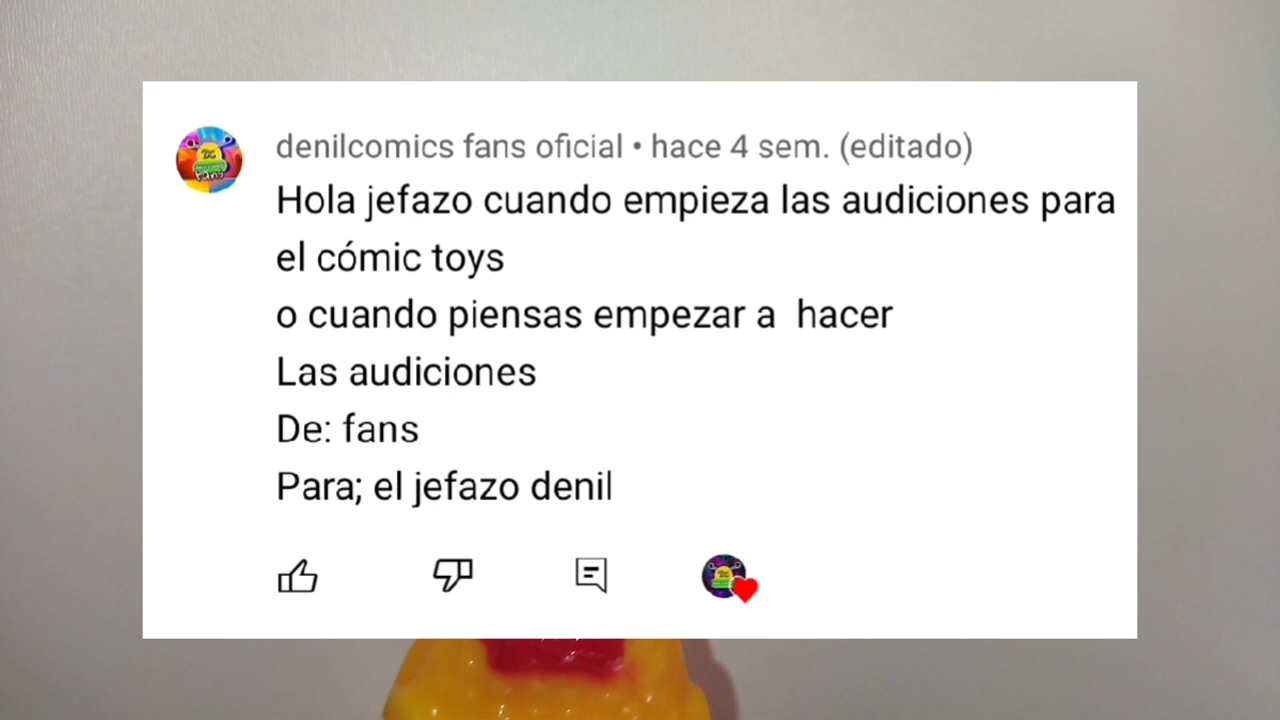 denilcomics fans oficial • hace 4 sem. (editado)
Hola jefazo cuando empieza las audiciones para
el cómic toys
o cuando piensas empezar a  hacer
Las audiciones
De: fans
Para; el jefazo denil